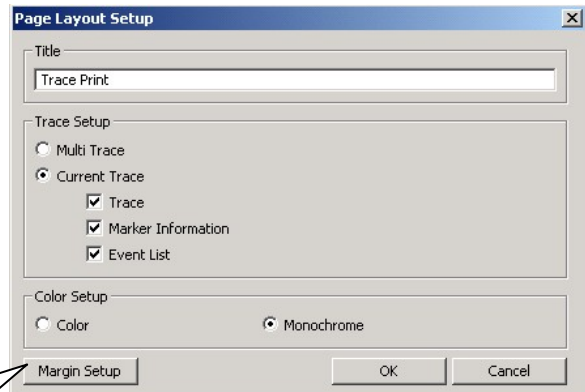 Page Layout Setup
Title
Trace Print
Trace Setup
Multi Trace
Current Trace
Trace
Marker Information
Event List
Color Setup
Color Monochrome
Margin Setup OK Cancel